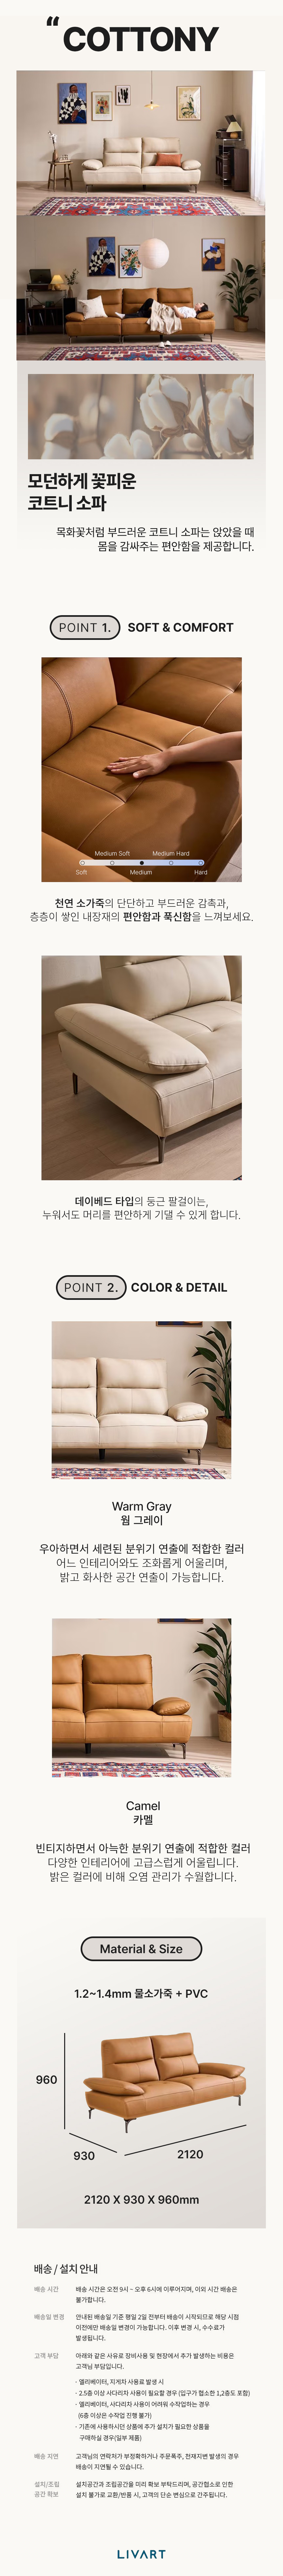 “COTTONY
모던하게 꽃피운
코트니 소파
목화꽃처럼 부드러운 코트니 소파는 앉았을 때
몸을 감싸주는 편안함을 제공합니다.
POINT 1. SOFT & COMFORT
Medium Soft Medium Hard
Soft Medium Hard
천연 소가죽의 단단하고 부드러운 감촉과,
층층이 쌓인 내장재의 편안함과 푹신함을 느껴보세요.
데이베드 타입의 둥근 팔걸이는,
누워서도 머리를 편안하게 기댈 수 있게 합니다.
POINT 2. COLOR & DETAIL
Warm Gray
웜 그레이
우아하면서 세련된 분위기 연출에 적합한 컬러
어느 인테리어와도 조화롭게 어울리며,
밝고 화사한 공간 연출이 가능합니다.
Camel
카멜
빈티지하면서 아늑한 분위기 연출에 적합한 컬러
다양한 인테리어에 고급스럽게 어울립니다.
밝은 컬러에 비해 오염 관리가 수월합니다.
Material & Size
1.2~1.4mm 물소가죽 + PVC
960
930
2120
2120 X 930 X 960mm
배송 / 설치 안내
배송 시간 배송 시간은 오전 9시 ~ 오후 6시에 이루어지며, 이외 시간 배송은
불가합니다.
배송일 변경 안내된 배송일 기준 평일 2일 전부터 배송이 시작되므로 해당 시점
이전에만 배송일 변경이 가능합니다. 이후 변경 시, 수수료가
발생됩니다.
고객 부담 아래와 같은 사유로 장비사용 및 현장에서 추가 발생하는 비용은
고객님 부담입니다.
· 엘리베이터, 지게차 사용료 발생 시
· 2.5층 이상 사다리차 사용이 필요할 경우 (입구가 협소한 1,2층도 포함)
· 엘리베이터, 사다리차 사용이 어려워 수작업하는 경우
(6층 이상은 수작업 진행 불가)
· 기존에 사용하시던 상품에 추가 설치가 필요한 상품을
구매하실 경우(일부 제품)
배송 지연 고객님의 연락처가 부정확하거나 주문폭주, 천재지변 발생의 경우
배송이 지연될 수 있습니다.
설치/조립 설치공간과 조립공간을 미리 확보 부탁드리며, 공간협소로 인한
공간 확보 설치 불가로 교환/반품 시, 고객의 단순 변심으로 간주됩니다.
LIVART